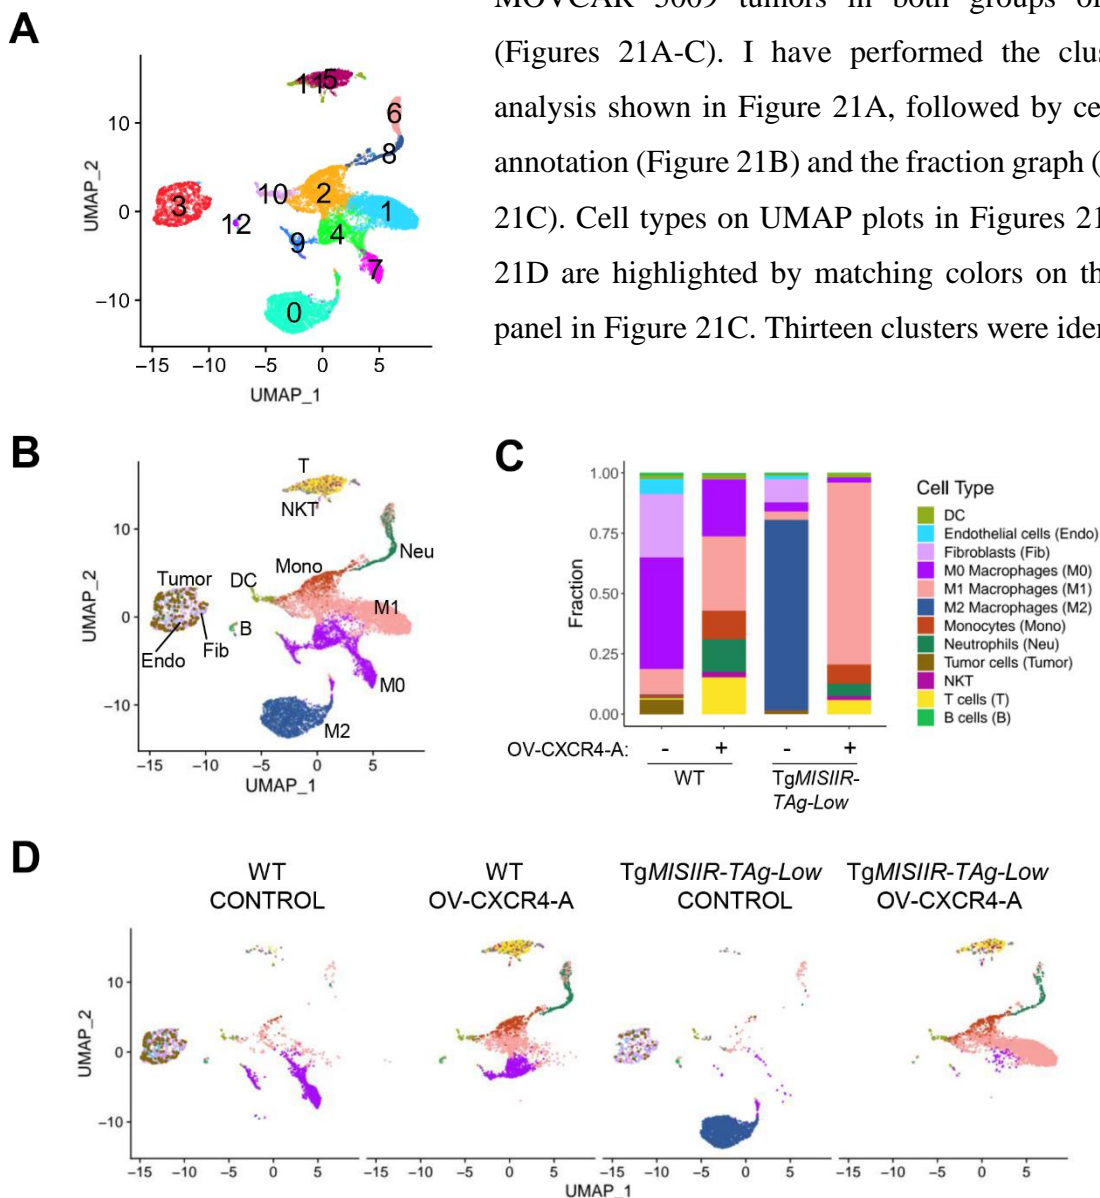 A
MOVCAR 5009 tumors in both groups of
(Figures 21A-C). I have performed the clus
analysis shown in Figure 21A, followed by ce
annotation (Figure 21B) and the fraction graph (
21C). Cell types on UMAP plots in Figures 21
21D are highlighted by matching colors on th
panel in Figure 21C. Thirteen clusters were iden
UMAP_2
10
0
−10
−15 −10 −5 0 5
UMAP_1
11 5
6
8
10 2
3
12
1
4
9
7
0
B
UMAP_2
10
0
−10
−15 −10 −5 0 5
UMAP_1
T
NKT
Neu
Mono
DC
Tumor
M1
B
Fib
Endo
M0
M2
C
Fraction
1.00
0.75
0.50
0.25
0.00
OV-CXCR4-A: - + - +
WT TgMISIIR-
TAg-Low
Cell Type
DC
Endothelial cells (Endo)
Fibroblasts (Fib)
M0 Macrophages (M0)
M1 Macrophages (M1)
M2 Macrophages (M2)
Monocytes (Mono)
Neutrophils (Neu)
Tumor cells (Tumor)
NKT
T cells (T)
B cells (B)
D
WT WT TgMISIIR-TAg-Low TgMISIIR-TAg-Low
CONTROL OV-CXCR4-A CONTROL OV-CXCR4-A
UMAP_2
10
0
−10
−15 −10 −5 0 5 −15 −10 −5 0 5 −15 −10 −5 0 5 −15 −10 −5 0 5
UMAP_1